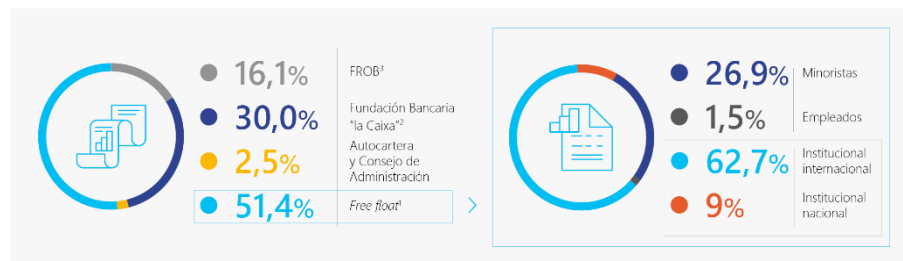 16,1%
FROB³
30,0%
Fundación Bancaria
"la Caixa"²
2,5%
Autocartera
y Consejo de
Administración
51,4%
Free float¹
26,9%
Minoristas
1,5%
Empleados
62,7%
Institucional
internacional
9%
Institucional
nacional